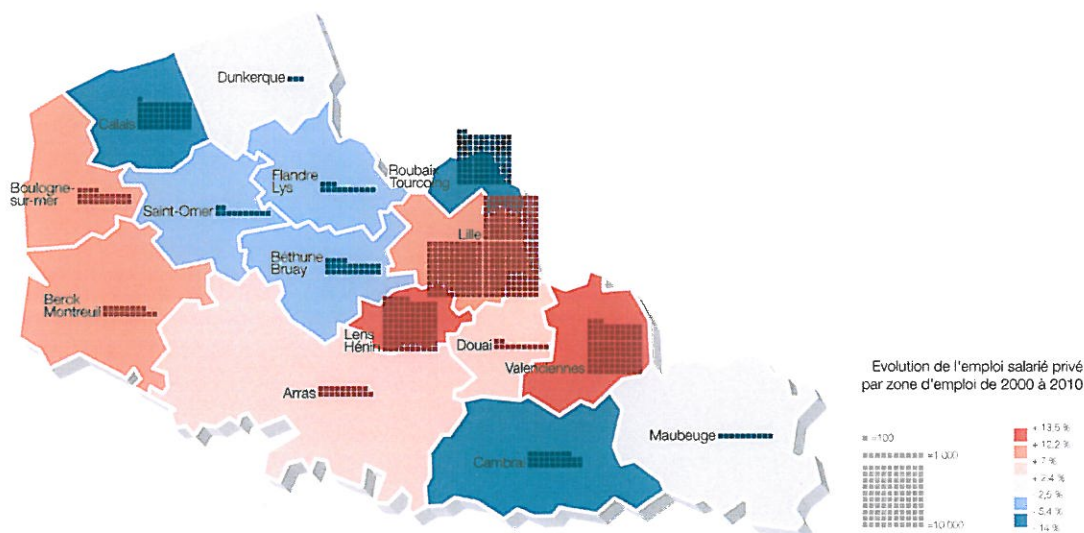 Dunkerque
Calais
Boulogne-
sur-mer
Flandre
Lys
Roubaix
Tourcoing
Saint-Omer
Lille
Béthune
Bruay
Berck
Montreuil
Lens
Hénin
Douai
Valenciennes
Arras
Maubeuge
Cambrai
Evolution de l'emploi salarié privé
par zone d'emploi de 2000 à 2010
=100
=1 000
=10 000
+ 13,5 %
+ 10,2 %
+ 7 %
+ 2,4 %
- 2,5 %
- 5,4 %
- 14 %